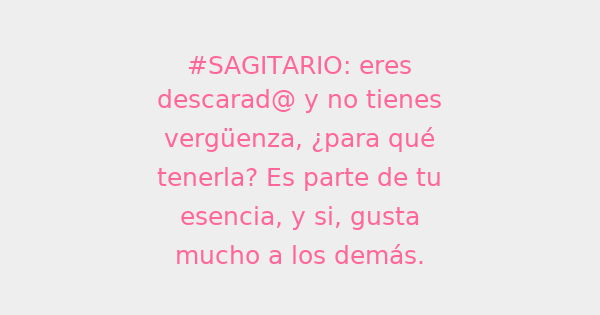 #SAGITARIO: eres
descarad@ y no tienes
vergüenza, ¿para qué
tenerla? Es parte de tu
esencia, y si, gusta
mucho a los demás.